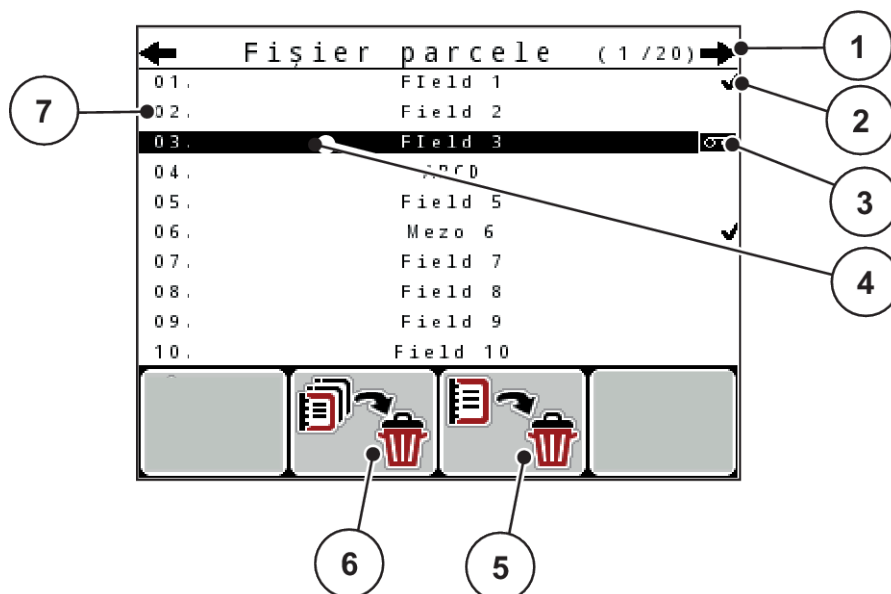 Fișier parcele (1/20)
01. FIeld 1
02. Field 2
03. FIeld 3
04. ABCD
05. Field 5
06. Mezo 6
07. Field 7
08. Field 8
09. Field 9
10. Field 10
1
2
3
4
5
6
7